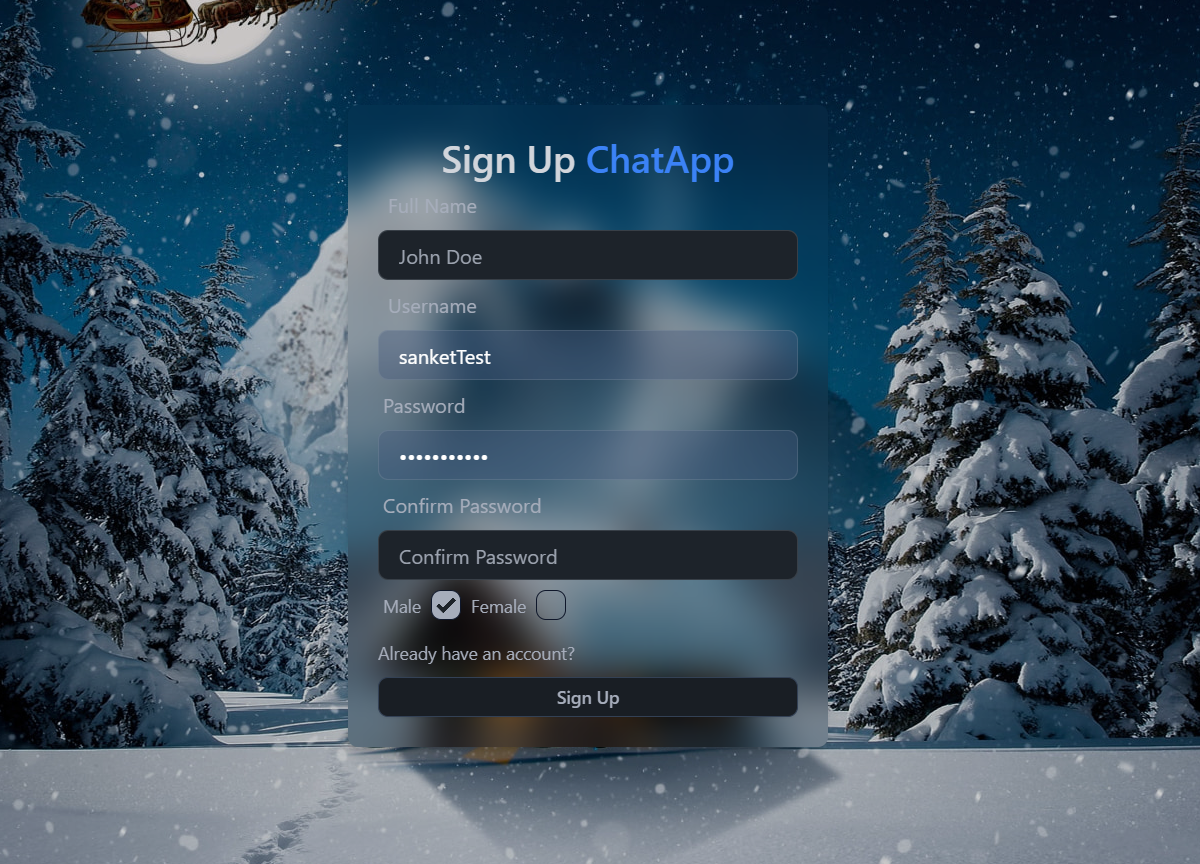 Sign Up ChatApp
Full Name
John Doe
Username
sanketTest
Password
•••••••••••
Confirm Password
Confirm Password
Male Female
Already have an account?
Sign Up